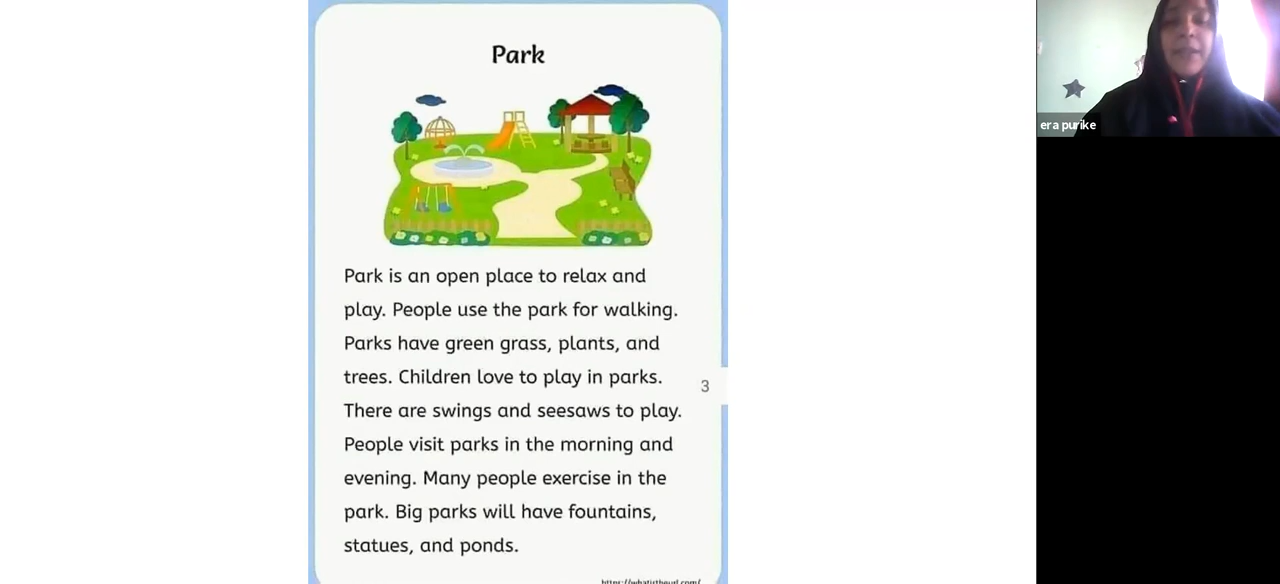 Park
Park is an open place to relax and
play. People use the park for walking.
Parks have green grass, plants, and
trees. Children love to play in parks.
There are swings and seesaws to play.
People visit parks in the morning and
evening. Many people exercise in the
park. Big parks will have fountains,
statues, and ponds.
3
era purike